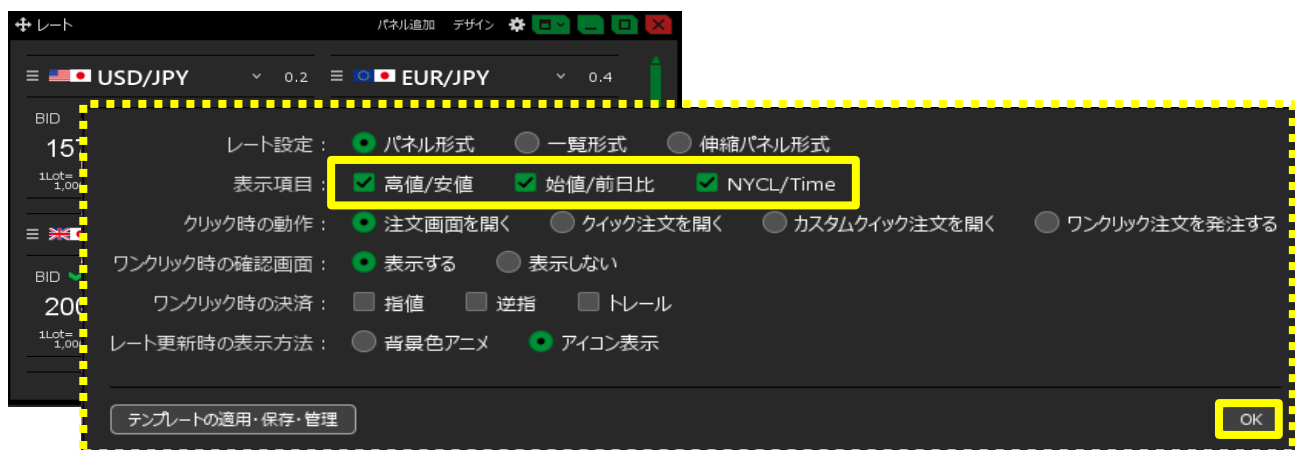 レート パネル追加 デザイン
USD/JPY 0.2 EUR/JPY 0.4
BID
157
1Lot=
1,00
レート設定： パネル形式 一覧形式 伸縮パネル形式
表示項目： 高値/安値 始値/前日比 NYCL/Time
クリック時の動作： 注文画面を開く クイック注文を開く カスタムクイック注文を開く ワンクリック注文を発注する
BID
200
1Lot=
1,00
ワンクリック時の確認画面： 表示する 表示しない
ワンクリック時の決済： 指値 逆指 トレール
レート更新時の表示方法： 背景色アニメ アイコン表示
テンプレートの適用・保存・管理 OK